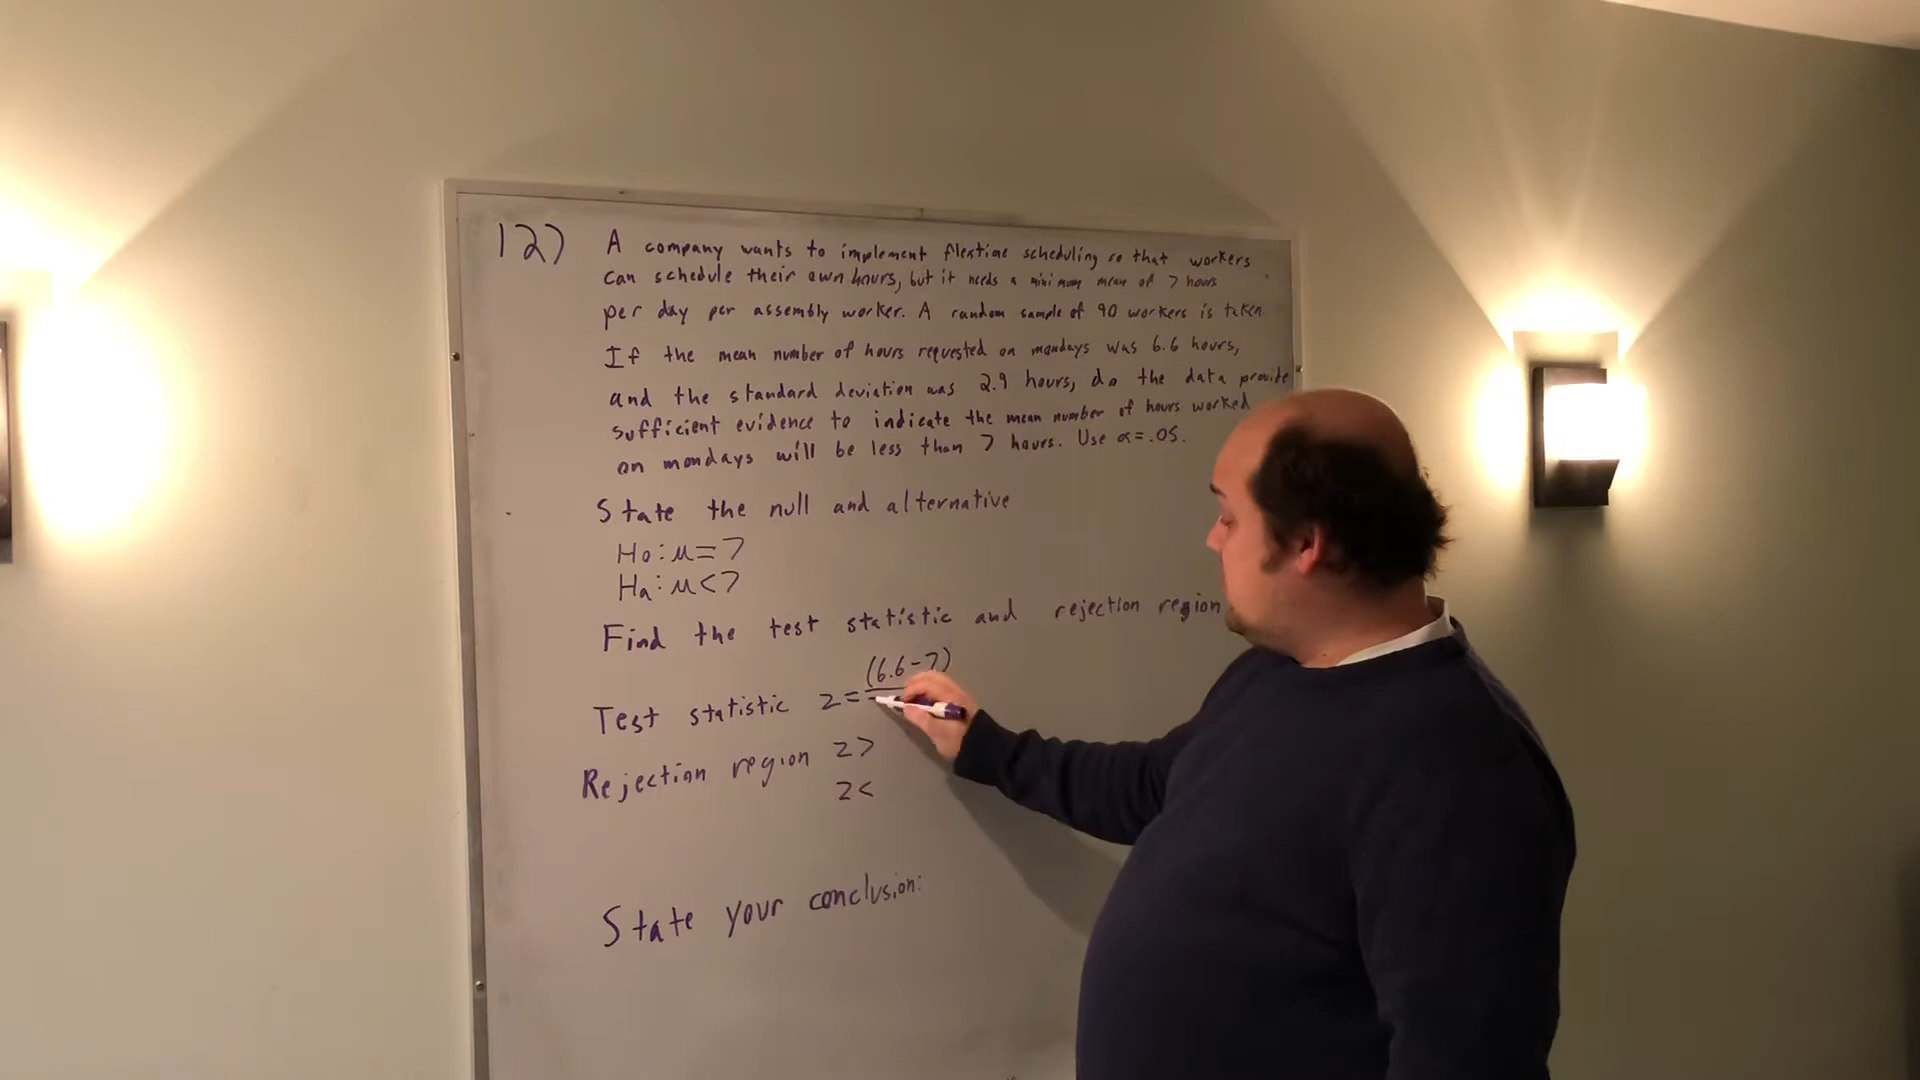 12) A company wants to implement flextime scheduling so that workers
can schedule their own hours, but it needs a minimum mean of 7 hours
per day per assembly worker. A random sample of 90 workers is taken.
If the mean number of hours requested on mondays was 6.6 hours,
and the standard deviation was 2.9 hours, do the data provide
sufficient evidence to indicate the mean number of hours worked
on mondays will be less than 7 hours. Use α=.05.
State the null and alternative
Ho: μ=7
Ha: μ<7
Find the test statistic and rejection region
Test statistic z= (6.6-7)
Rejection region z>
z<
State your conclusion: